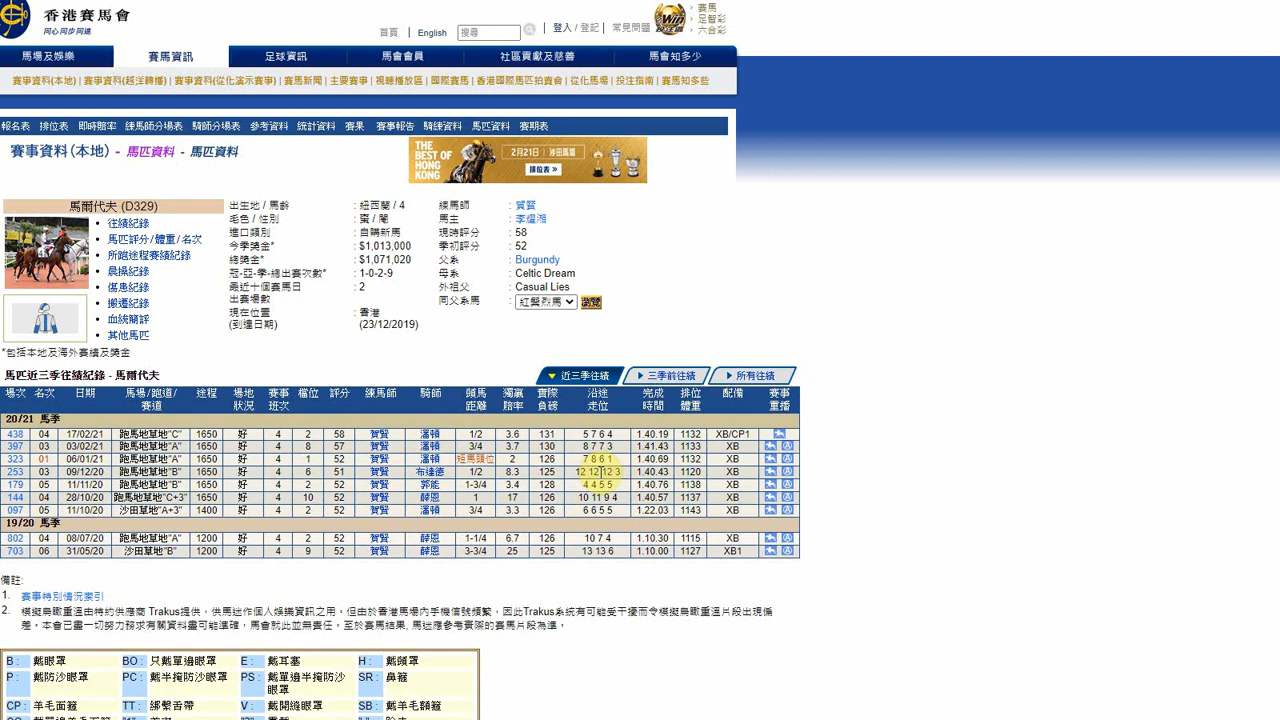 香港賽馬會
同心同步同進
首頁 | English 搜尋 | 登入 / 登記 | 常見問題
賽馬
足智彩
六合彩
馬場及娛樂 賽馬資訊 足球資訊 馬會會員 社區貢獻及慈善 馬會知多少
賽事資料(本地) | 賽事資料(越洋轉播) | 賽事資料(從化演示賽事) | 賽馬新聞 | 主要賽事 | 視聽播放區 | 國際賽馬 | 香港國際馬匹拍賣會 | 從化馬場 | 投注指南 | 賽馬知多些
報名表 排位表 即時賠率 練馬師分場表 騎師分場表 參考資料 統計資料 賽果 賽事報告 騎練資料 馬匹資料 賽期表
賽事資料(本地) - 馬匹資料 - 馬匹資料
THE BEST OF HONG KONG
2月21日 | 沙田馬場
排位表 »
馬爾代夫 (D329)
• 往績紀錄
• 馬匹評分/體重/名次
• 所跑途程賽績紀錄
• 晨操紀錄
• 傷患紀錄
• 搬遷紀錄
• 血統簡評
• 其他馬匹
出生地 / 馬齡 : 紐西蘭 / 4
毛色 / 性別 : 棗 / 閹
進口類別 : 自購新馬
今季獎金* : $1,013,000
總獎金* : $1,071,020
冠-亞-季-總出賽次數* : 1-0-2-9
最近十個賽馬日 : 2
出賽場數
現在位置 : 香港
(到達日期) (23/12/2019)
練馬師 : 賀賢
馬主 : 李耀湘
現時評分 : 58
季初評分 : 52
父系 : Burgundy
母系 : Celtic Dream
外祖父 : Casual Lies
同父系馬 : 紅磐烈馬 瀏覽
*包括本地及海外賽績及獎金
馬匹近三季往績紀錄 - 馬爾代夫
近三季往績 三季前往績 所有往績
場次 名次 日期 馬場/跑道/賽道 途程 場地狀況 賽事班次 檔位 評分 練馬師 騎師 頭馬距離 獨贏賠率 實際負磅 沿途走位 完成時間 排位體重 配備 賽事重播
20/21 馬季
438 04 17/02/21 跑馬地草地"C" 1650 好 4 2 58 賀賢 潘頓 1/2 3.6 131 5 7 6 4 1.40.19 1132 XB/CP1
397 03 03/02/21 跑馬地草地"A" 1650 好 4 8 57 賀賢 潘頓 3/4 3.7 130 8 7 7 3 1.41.43 1133 XB
323 01 06/01/21 跑馬地草地"A" 1650 好 4 1 52 賀賢 潘頓 短馬頭位 2 126 7 8 6 1 1.40.69 1132 XB
253 03 09/12/20 跑馬地草地"B" 1650 好 4 6 51 賀賢 布達德 1/2 8.3 125 12 12 12 3 1.40.43 1120 XB
179 05 11/11/20 跑馬地草地"B" 1650 好 4 2 52 賀賢 郭能 1-3/4 3.4 128 4 4 5 5 1.40.76 1138 XB
144 04 28/10/20 跑馬地草地"C+3" 1650 好 4 10 52 賀賢 薛恩 1 17 126 10 11 9 4 1.40.57 1137 XB
097 05 11/10/20 沙田草地"A+3" 1400 好 4 2 52 賀賢 潘頓 3/4 3.3 126 6 6 5 5 1.22.03 1143 XB
19/20 馬季
802 04 08/07/20 跑馬地草地"A" 1200 好 4 2 52 賀賢 薛恩 1-1/4 6.7 126 10 7 4 1.10.30 1115 XB
703 06 31/05/20 沙田草地"B" 1200 好 4 9 52 賀賢 薛恩 3-3/4 25 125 13 13 6 1.10.00 1127 XB1
備註:
1. 賽事特別情況索引
2. 模擬鳥瞰重溫由特約供應商 Trakus提供，供馬迷作個人娛樂資訊之用。但由於香港馬場內手機信號頻繁，因此Trakus系統有可能受干擾而令模擬鳥瞰重溫片段出現偏
差。本會已盡一切努力務求有關資料盡可能準確，馬會就此並無責任。至於賽馬結果, 馬迷應參考實際的賽馬片段為準。
B : 戴眼罩 BO : 只戴單邊眼罩 E : 戴耳塞 H : 戴頭罩
P : 戴防沙眼罩 PC : 戴半掩防沙眼罩 PS : 戴單邊半掩防沙眼罩 SR : 鼻箍
CP : 羊毛面箍 TT : 綁繫舌帶 V : 戴開縫眼罩 SB : 戴羊毛額箍